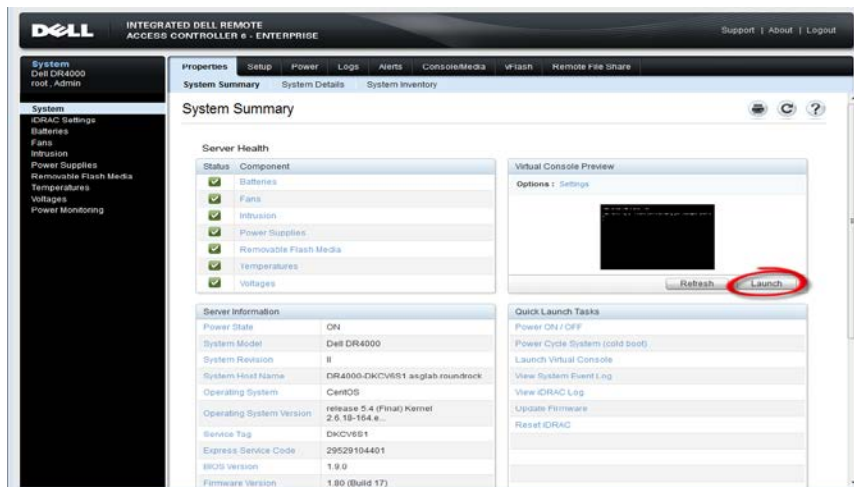 DELL
INTEGRATED DELL REMOTE
ACCESS CONTROLLER 6 - ENTERPRISE
Support | About | Logout
System
Dell DR4000
root , Admin
Properties Setup Power Logs Alerts Console/Media vFlash Remote File Share
System Summary System Details System Inventory
System
iDRAC Settings
Batteries
Fans
Intrusion
Power Supplies
Removable Flash Media
Temperatures
Voltages
Power Monitoring
System Summary
Server Health
Status Component
Batteries
Fans
Intrusion
Power Supplies
Removable Flash Media
Temperatures
Voltages
Virtual Console Preview
Options : Settings
Refresh Launch
Server Information
Power State ON
System Model Dell DR4000
System Revision II
System Host Name DR4000-DKCV6S1.asglab.roundrock
Operating System CentOS
Operating System Version release 5.4 (Final) Kernel
2.6.18-164.e...
Service Tag DKCV6S1
Express Service Code 29529104401
BIOS Version 1.9.0
Firmware Version 1.80 (Build 17)
Quick Launch Tasks
Power ON / OFF
Power Cycle System (cold boot)
Launch Virtual Console
View System Event Log
View iDRAC Log
Update Firmware
Reset iDRAC